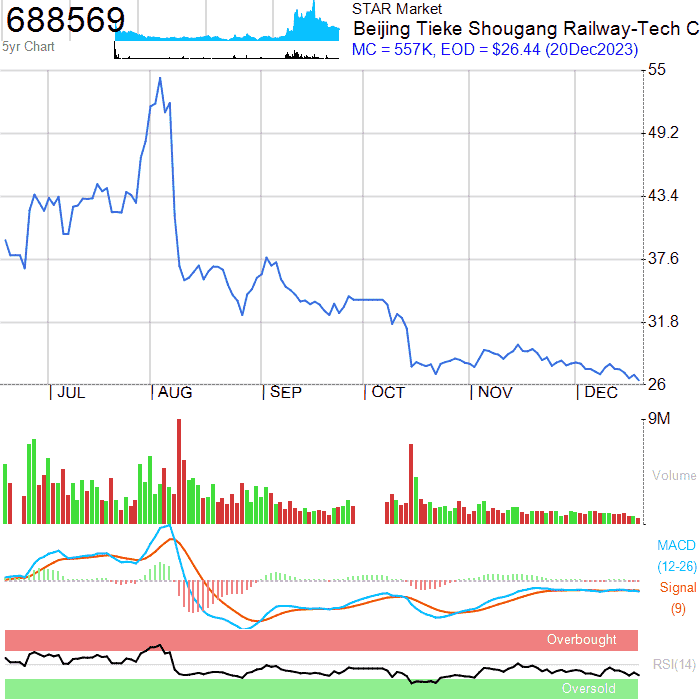 688569
5yr Chart
STAR Market
Beijing Tieke Shougang Railway-Tech C
MC = 557K, EOD = $26.44 (20Dec2023)
55
49.2
43.4
37.6
31.8
26
JUL
AUG
SEP
OCT
NOV
DEC
9M
Volume
MACD
(12-26)
Signal
(9)
Overbought
RSI(14)
Oversold